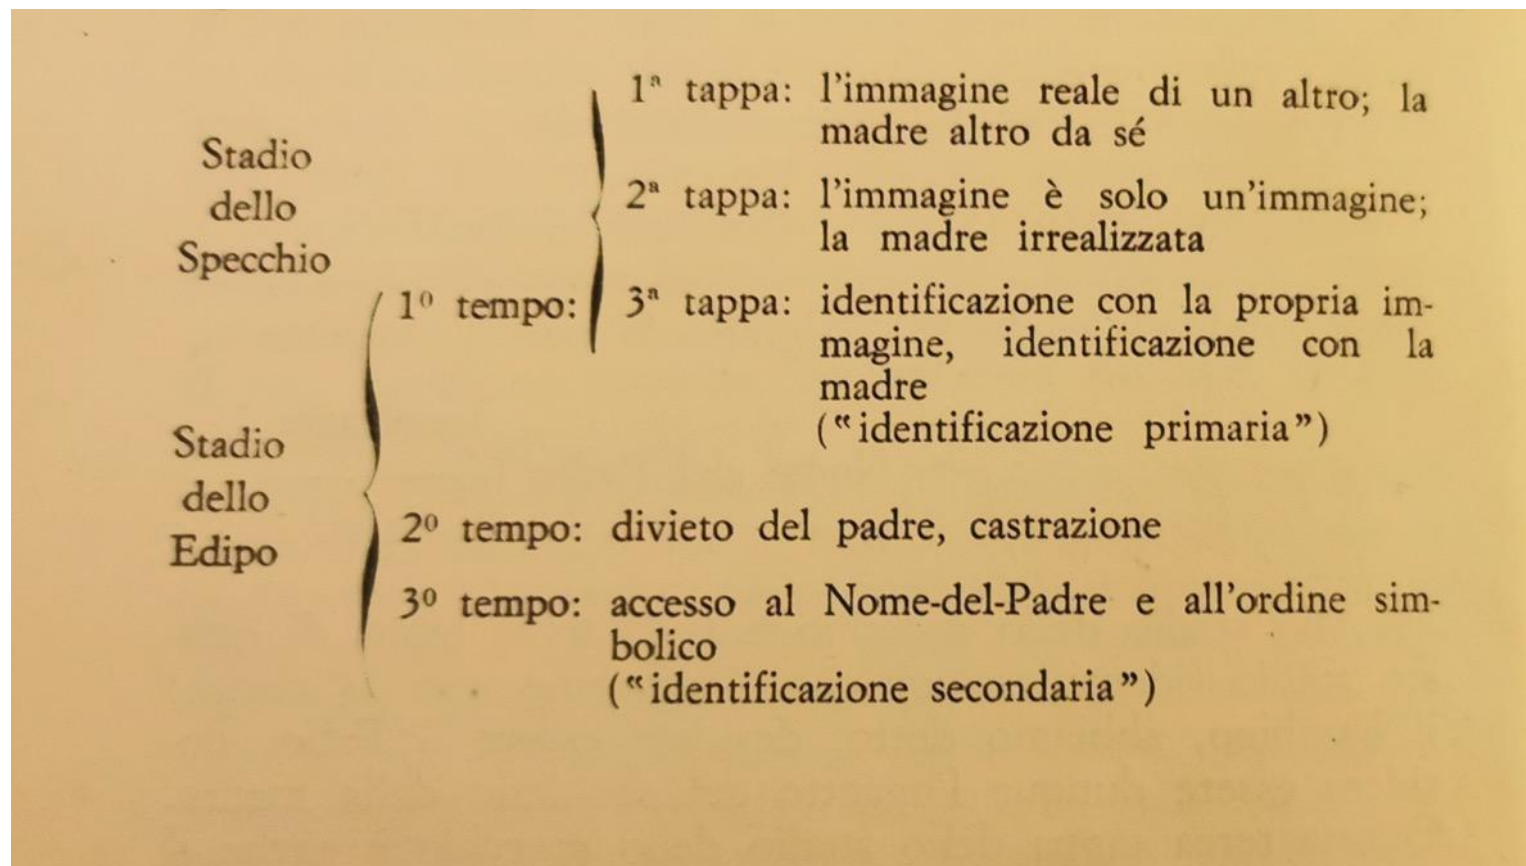 Stadio
dello
Specchio
1ª tappa: l'immagine reale di un altro; la
madre altro da sé
2ª tappa: l'immagine è solo un'immagine;
la madre irrealizzata
3ª tappa: identificazione con la propria im-
magine, identificazione con la
madre
("identificazione primaria")
Stadio
dello
Edipo
1º tempo:
2º tempo: divieto del padre, castrazione
3º tempo: accesso al Nome-del-Padre e all'ordine sim-
bolico
("identificazione secondaria")